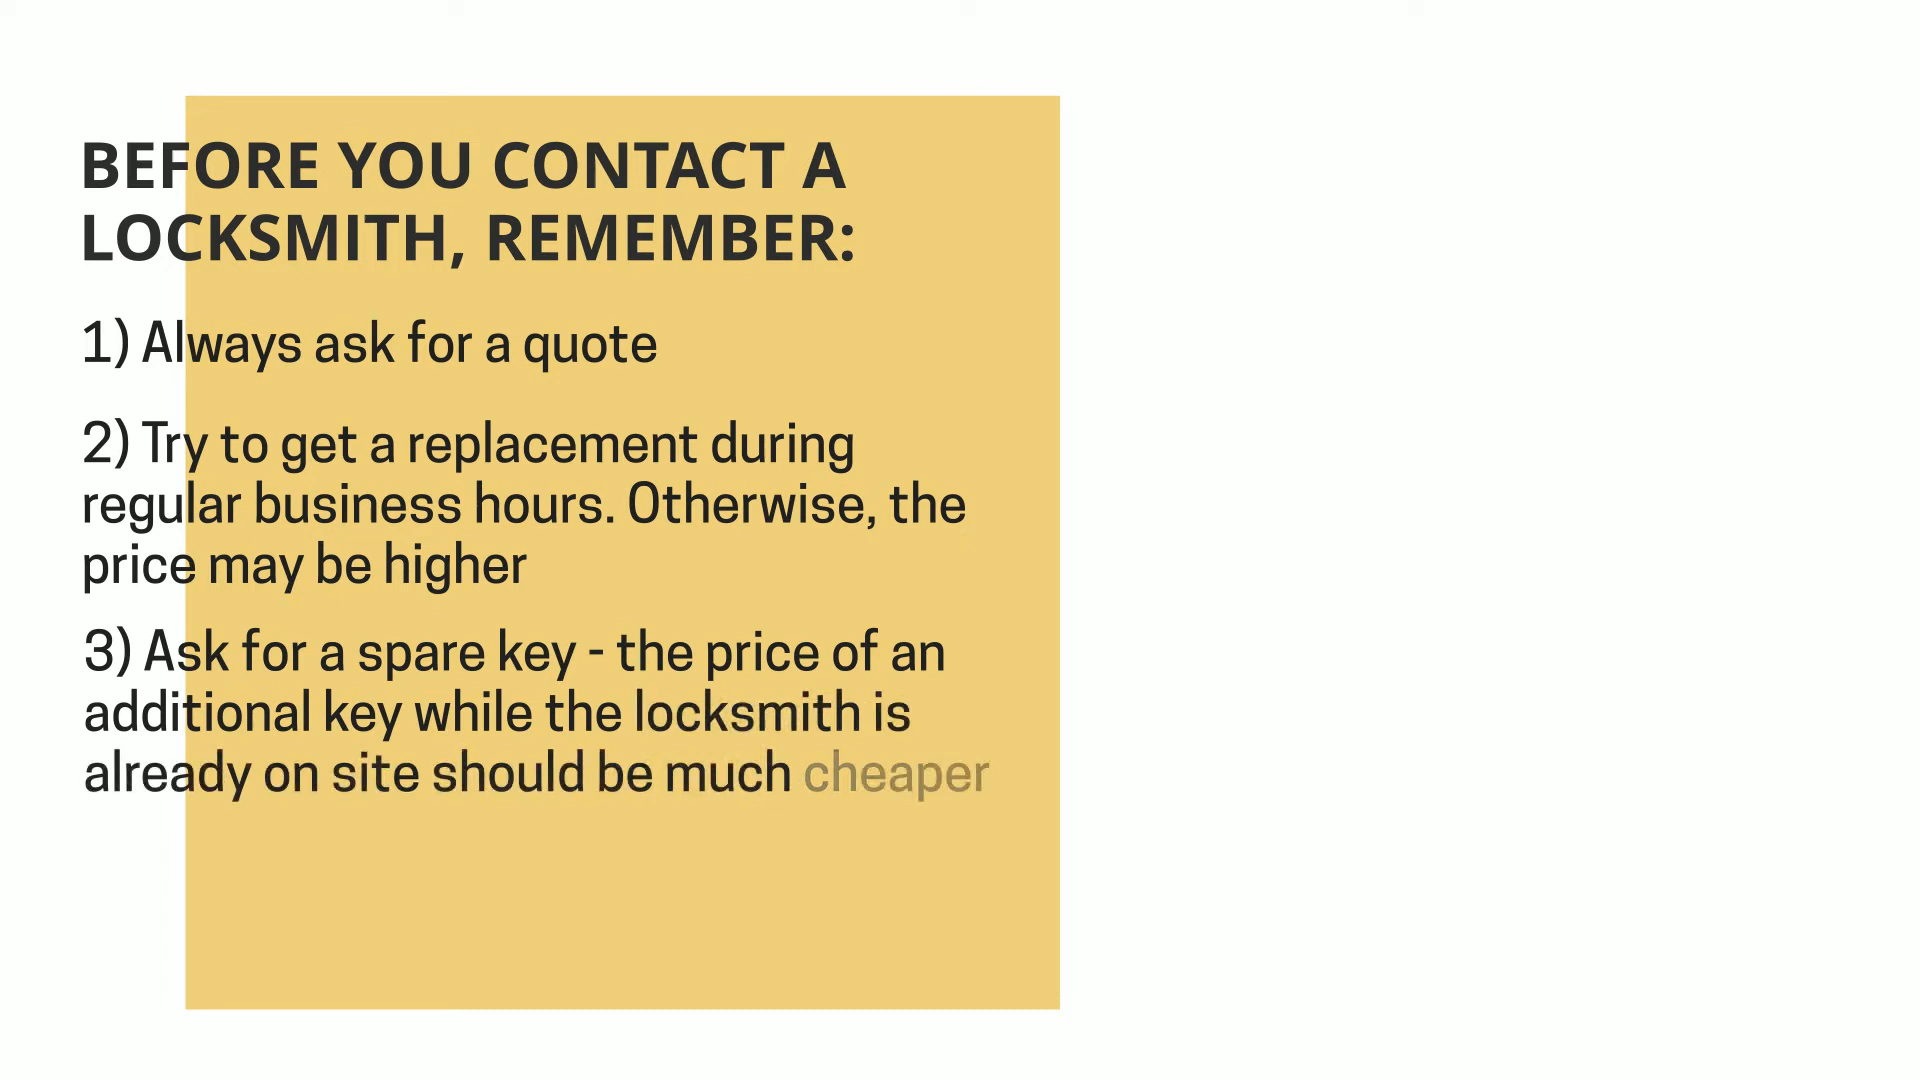 BEFORE YOU CONTACT A
LOCKSMITH, REMEMBER:
1) Always ask for a quote
2) Try to get a replacement during
regular business hours. Otherwise, the
price may be higher
3) Ask for a spare key - the price of an
additional key while the locksmith is
already on site should be much cheaper